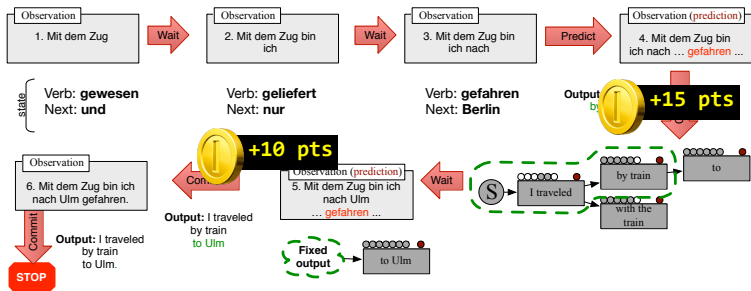 Observation
1. Mit dem Zug
Wait
Observation
2. Mit dem Zug bin
ich
Wait
Observation
3. Mit dem Zug bin
ich nach
Predict
Observation (prediction)
4. Mit dem Zug bin
ich nach ... gefahren ...
state
Verb: gewesen
Next: und
Verb: geliefert
Next: nur
Verb: gefahren
Next: Berlin
Output:
by
+15 pts
S
I traveled
by train
to
with the
train
Wait
Observation (prediction)
5. Mit dem Zug bin ich
nach Ulm
... gefahren ...
Fixed
output
to Ulm
+10 pts
Output: I traveled
by train
to Ulm
Observation
6. Mit dem Zug bin ich
nach Ulm gefahren.
Commit
Output: I traveled
by train
to Ulm.
STOP